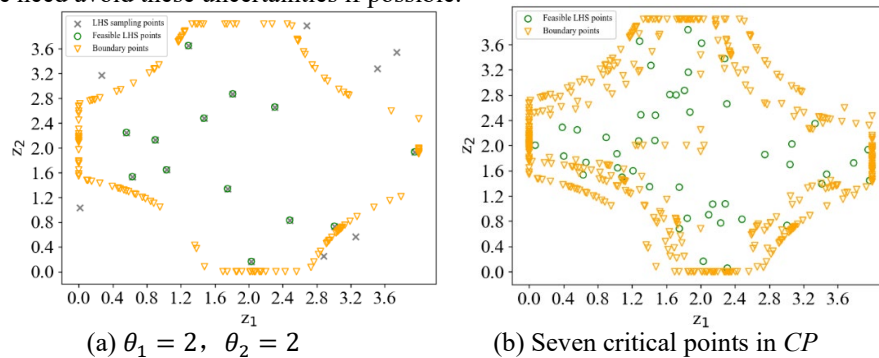 need avoid these uncertainties if possible.
LHS sampling points
Feasible LHS points
Boundary points
3.6
3.2
2.8
2.4
2.0
1.6
1.2
0.8
0.4
0.0
z2
0.0 0.4 0.8 1.2 1.6 2.0 2.4 2.8 3.2 3.6
z1
(a) θ1 = 2, θ2 = 2
Feasible LHS points
Boundary points
3.6
3.2
2.8
2.4
2.0
1.6
1.2
0.8
0.4
0.0
z2
0.0 0.4 0.8 1.2 1.6 2.0 2.4 2.8 3.2 3.6
z1
(b) Seven critical points in CP